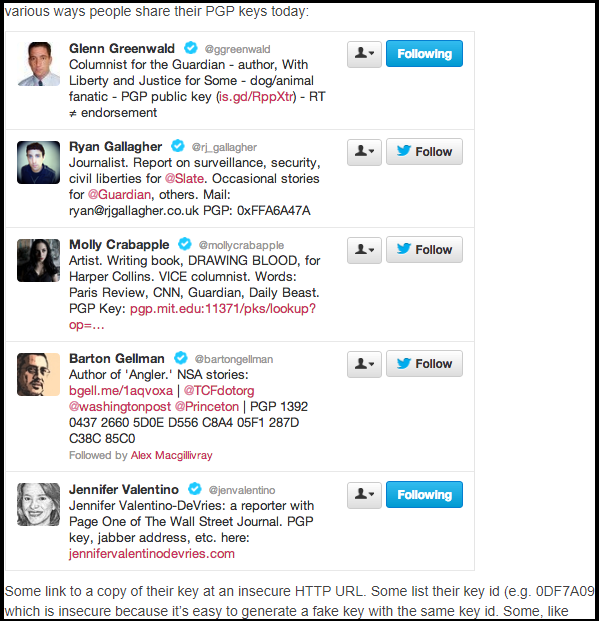 various ways people share their PGP keys today:
Glenn Greenwald @ggreenwald
Columnist for the Guardian - author, With
Liberty and Justice for Some - dog/animal
fanatic - PGP public key (is.gd/RppXtr) - RT
≠ endorsement
Following
Ryan Gallagher @rj_gallagher
Journalist. Report on surveillance, security,
civil liberties for @Slate. Occasional stories
for @Guardian, others. Mail:
ryan@rjgallagher.co.uk PGP: 0xFFA6A47A
Follow
Molly Crabapple @mollycrabapple
Artist. Writing book, DRAWING BLOOD, for
Harper Collins. VICE columnist. Words:
Paris Review, CNN, Guardian, Daily Beast.
PGP Key: pgp.mit.edu:11371/pks/lookup?
op=…
Follow
Barton Gellman @bartongellman
Author of 'Angler.' NSA stories:
bgell.me/1aqvoxa | @TCFdotorg
@washingtonpost @Princeton | PGP 1392
0437 2660 5D0E D556 C8A4 05F1 287D
C38C 85C0
Followed by Alex Macgillivray
Follow
Jennifer Valentino @jenvalentino
Jennifer Valentino-DeVries: a reporter with
Page One of The Wall Street Journal. PGP
key, jabber address, etc. here:
jennifervalentinodevries.com
Following
Some link to a copy of their key at an insecure HTTP URL. Some list their key id (e.g. 0DF7A09
which is insecure because it's easy to generate a fake key with the same key id. Some, like